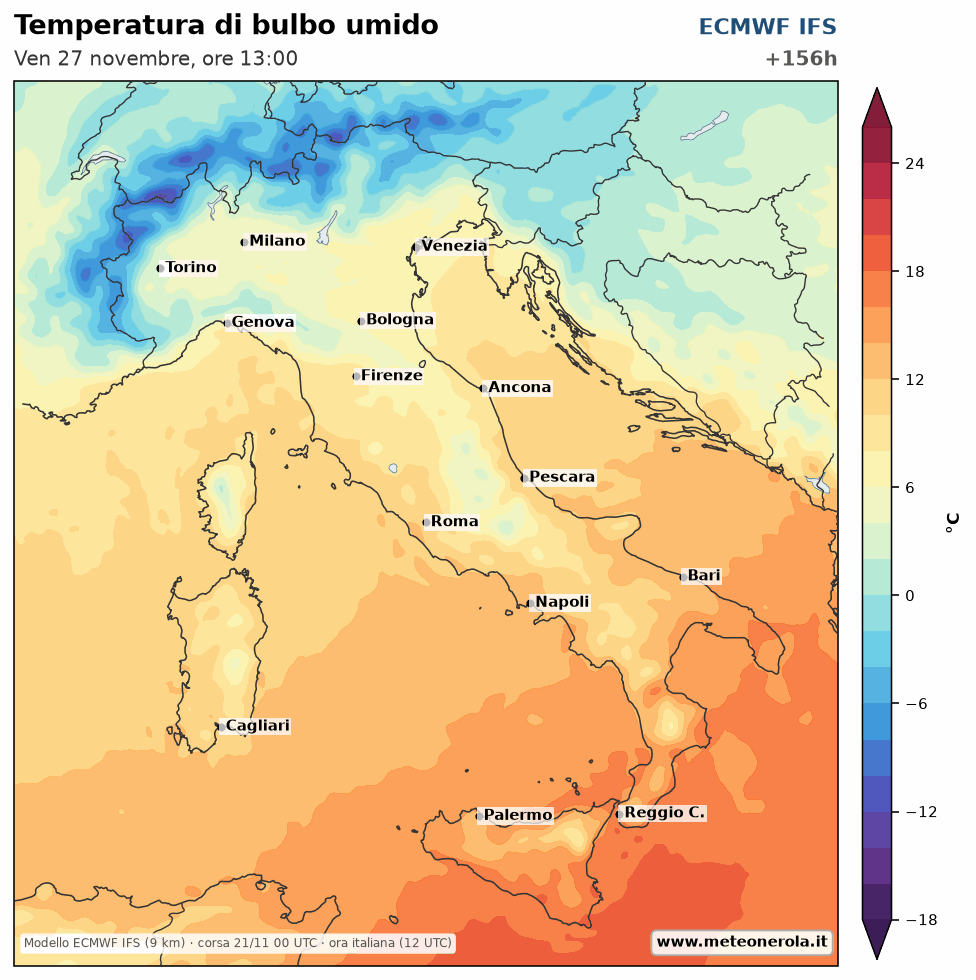 Temperatura di bulbo umido
ECMWF IFS
Ven 27 novembre, ore 13:00
+156h
Milano
Venezia
Torino
Genova
Bologna
Firenze
Ancona
Pescara
Roma
Bari
Napoli
Cagliari
Palermo
Reggio C.
24
18
12
6
0
−6
−12
−18
°C
Modello ECMWF IFS (9 km) · corsa 21/11 00 UTC · ora italiana (12 UTC)
www.meteonerola.it